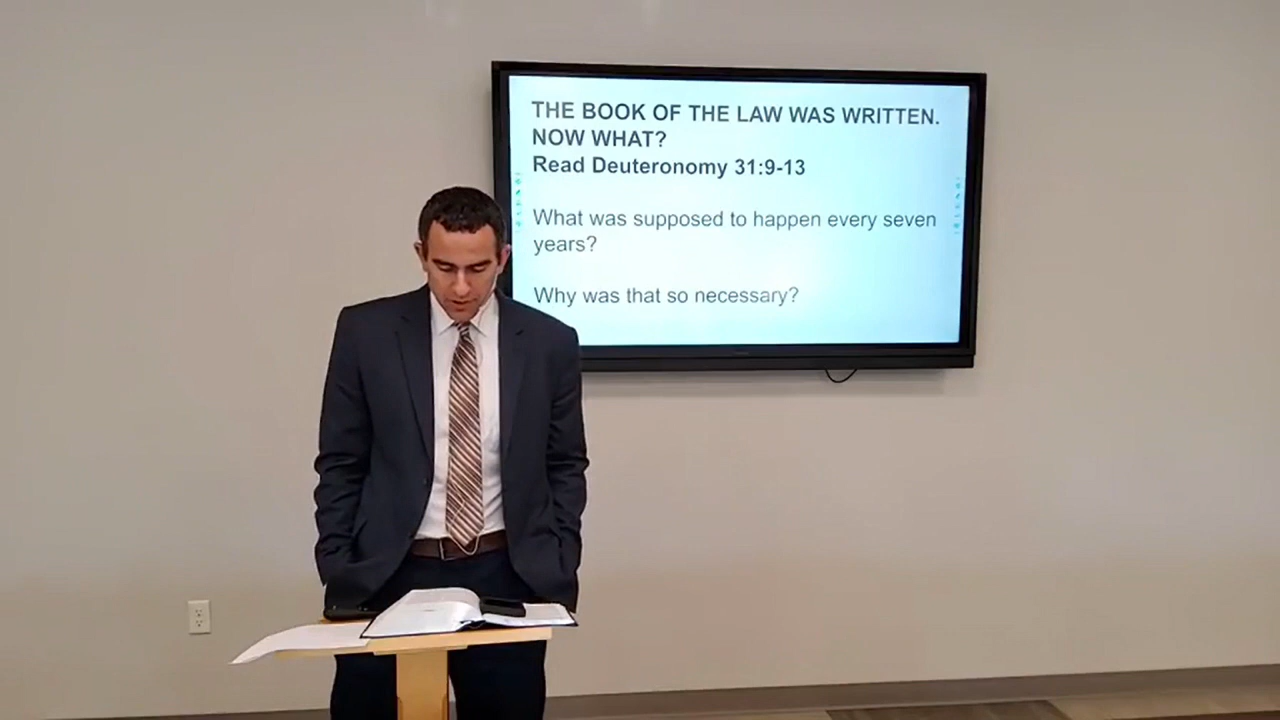 THE BOOK OF THE LAW WAS WRITTEN.
NOW WHAT?
Read Deuteronomy 31:9-13
What was supposed to happen every seven
years?
Why was that so necessary?